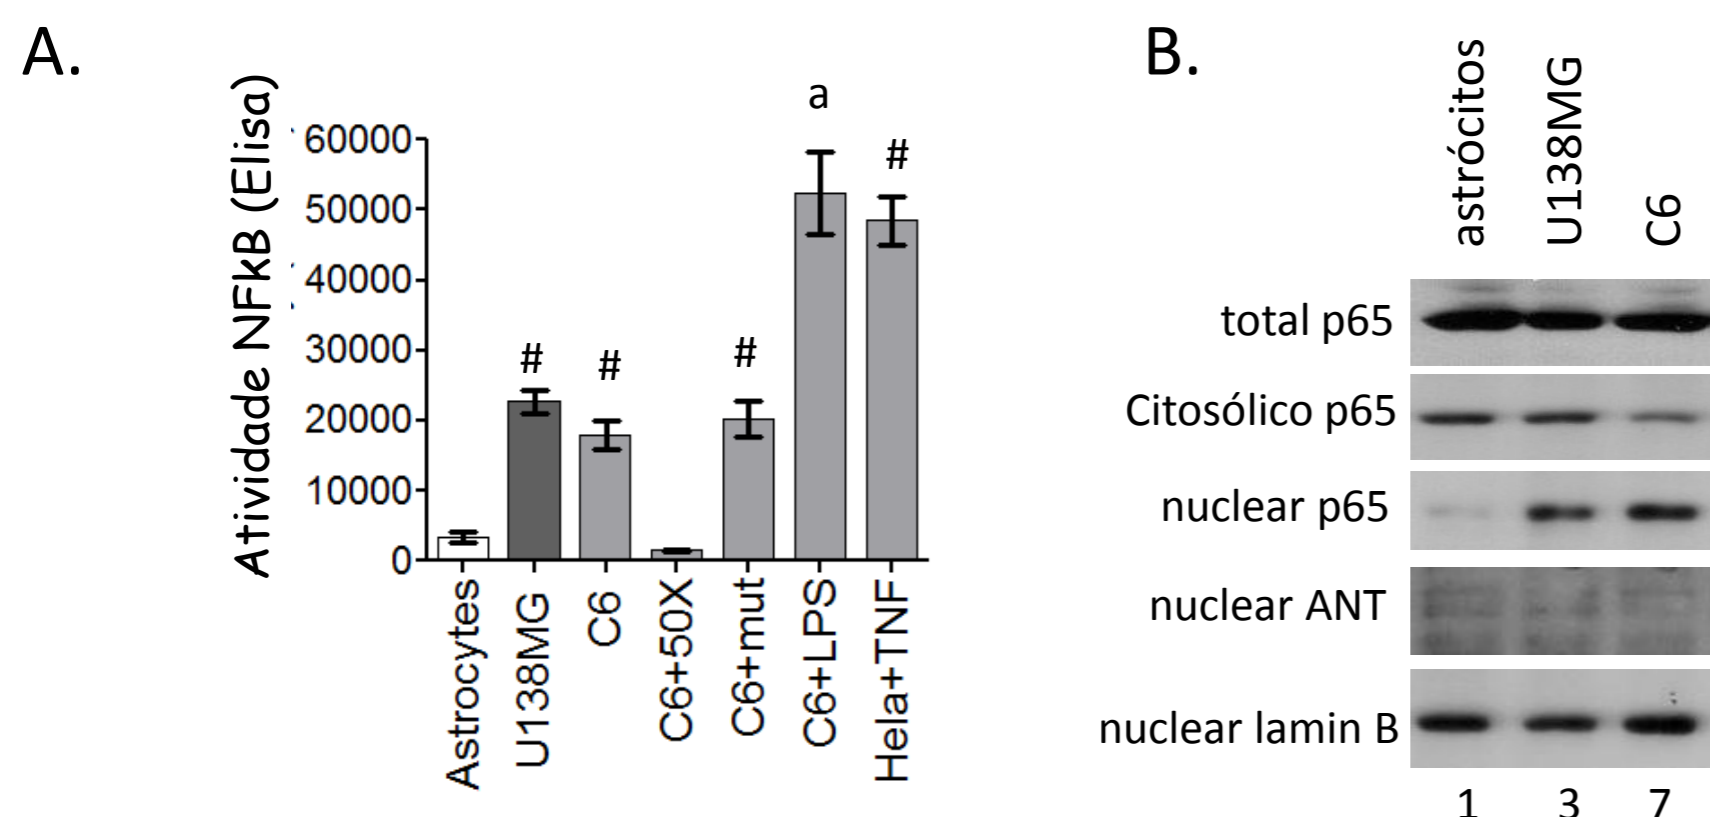 A.
Atividade NFkB (Elisa)
60000
50000
40000
30000
20000
10000
0
#
#
#
a
#
Astrocytes
U138MG
C6
C6+50X
C6+mut
C6+LPS
Hela+TNF
B.
astrócitos
U138MG
C6
total p65
Citosólico p65
nuclear p65
nuclear ANT
nuclear lamin B
1 3 7